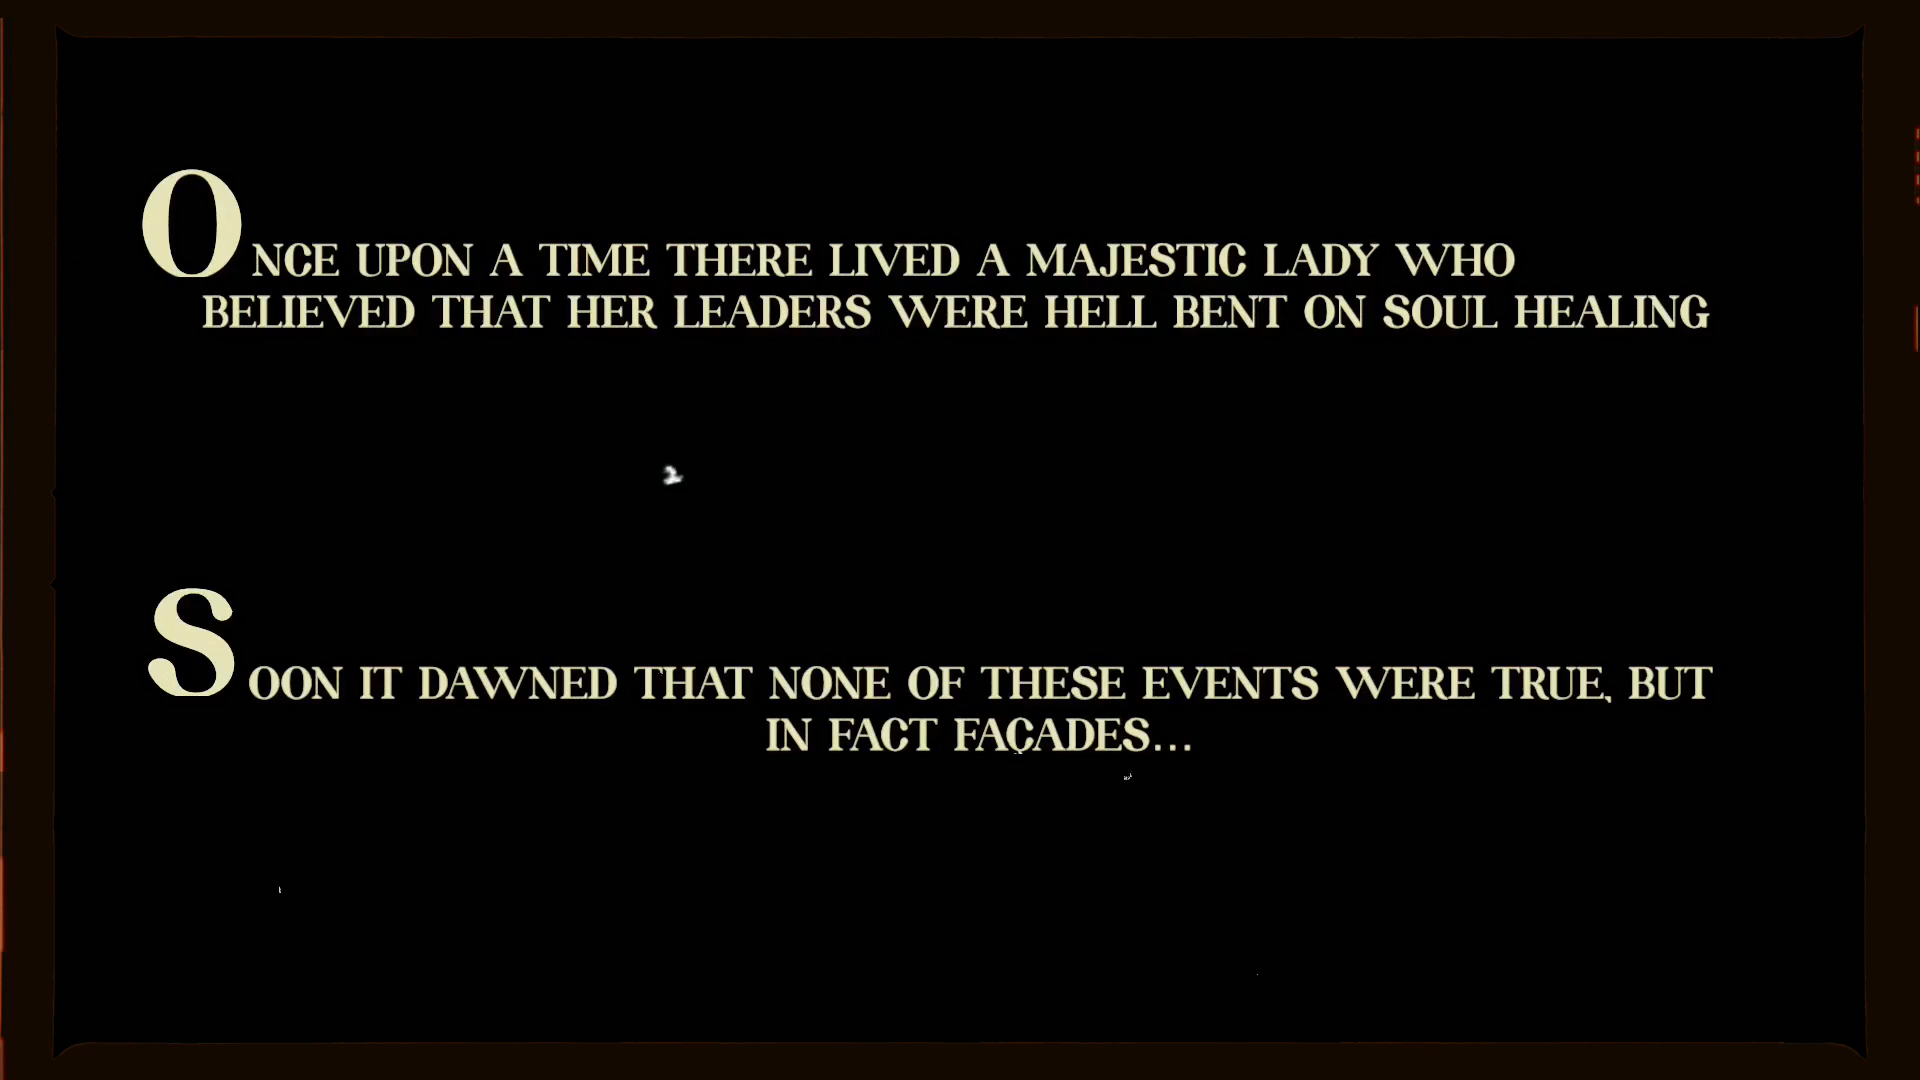 ONCE UPON A TIME THERE LIVED A MAJESTIC LADY WHO
BELIEVED THAT HER LEADERS WERE HELL BENT ON SOUL HEALING
SOON IT DAWNED THAT NONE OF THESE EVENTS WERE TRUE, BUT
IN FACT FAÇADES...